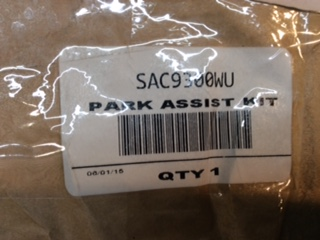 SAC9300WU
PARK ASSIST KIT
06/01/15
QTY 1